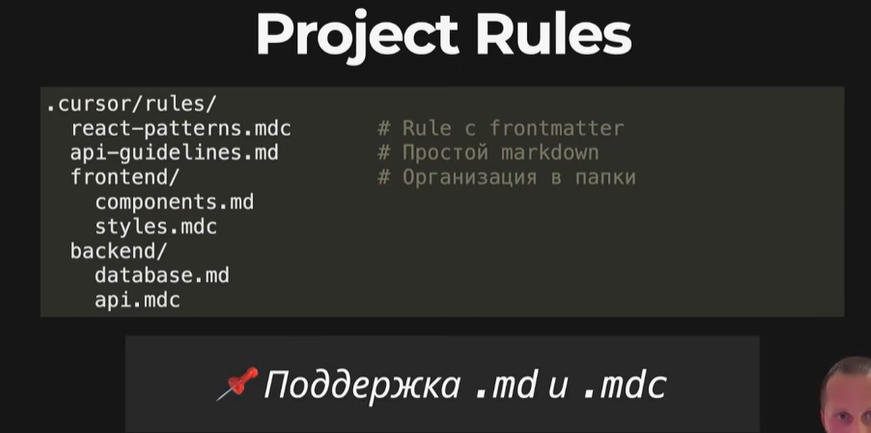 Project Rules
.cursor/rules/
react-patterns.mdc # Rule с frontmatter
api-guidelines.md # Простой markdown
frontend/ # Организация в папки
components.md
styles.mdc
backend/
database.md
api.mdc
📌 Поддержка .md и .mdc